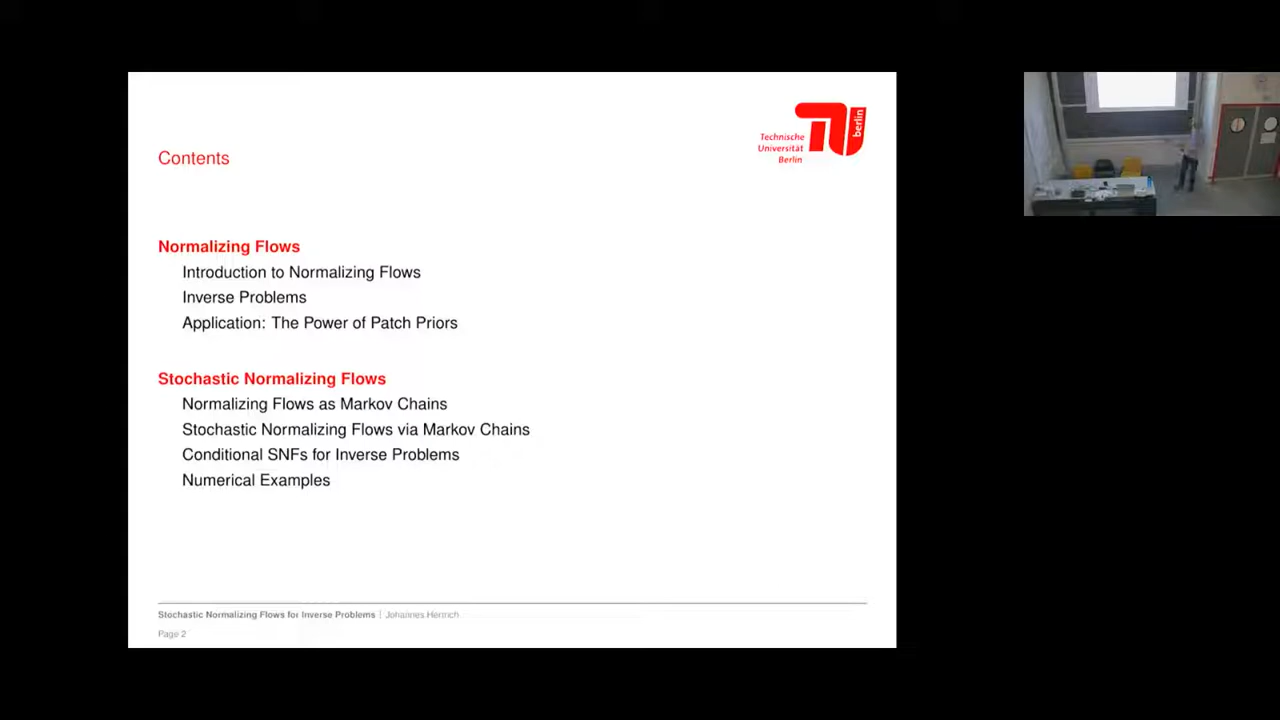 Technische
Universität
Berlin
berlin
Contents
Normalizing Flows
Introduction to Normalizing Flows
Inverse Problems
Application: The Power of Patch Priors
Stochastic Normalizing Flows
Normalizing Flows as Markov Chains
Stochastic Normalizing Flows via Markov Chains
Conditional SNFs for Inverse Problems
Numerical Examples
Stochastic Normalizing Flows for Inverse Problems | Johannes Hertrich
Page 2